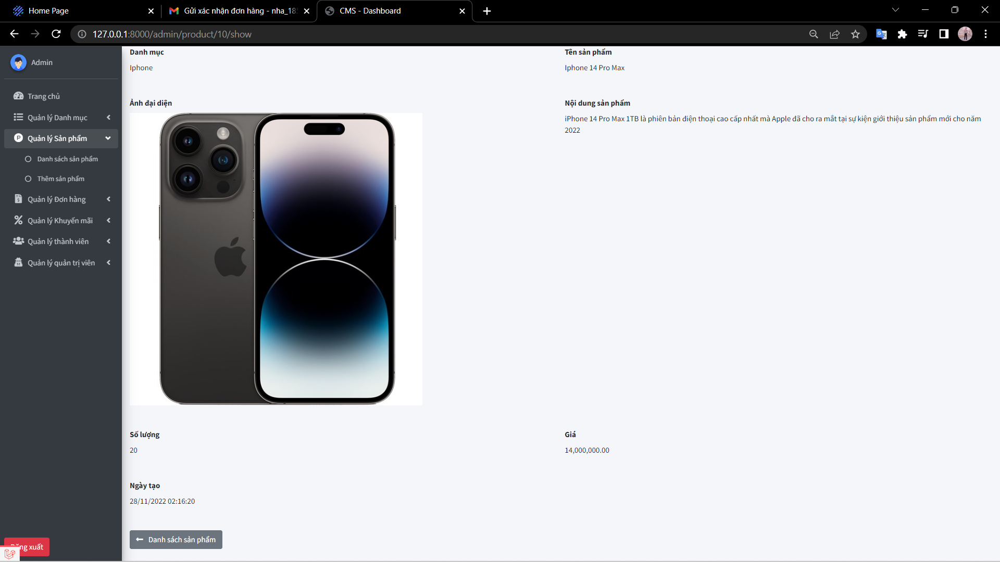 Home Page
Gửi xác nhận đơn hàng - nha_185
CMS - Dashboard
127.0.0.1:8000/admin/product/10/show
Admin
Trang chủ
Quản lý Danh mục
P Quản lý Sản phẩm
Danh sách sản phẩm
Thêm sản phẩm
Quản lý Đơn hàng
Quản lý Khuyến mãi
Quản lý thành viên
Quản lý quản trị viên
Đăng xuất
Danh mục
Iphone
Tên sản phẩm
Iphone 14 Pro Max
Ảnh đại diện
Nội dung sản phẩm
iPhone 14 Pro Max 1TB là phiên bản điện thoại cao cấp nhất mà Apple đã cho ra mắt tại sự kiện giới thiệu sản phẩm mới cho năm
2022
Số lượng
20
Giá
14,000,000.00
Ngày tạo
28/11/2022 02:16:20
Danh sách sản phẩm